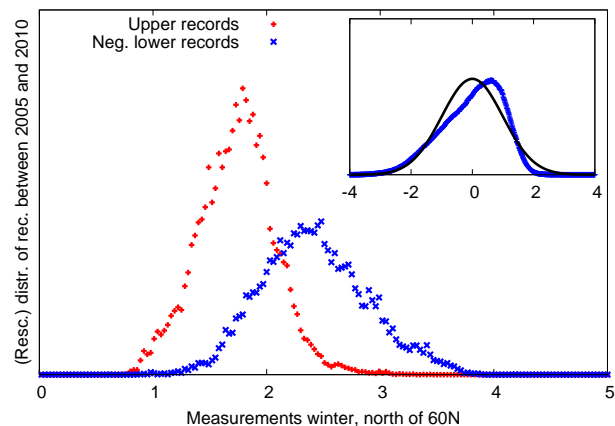 Upper records
Neg. lower records
(Resc.) distr. of rec. between 2005 and 2010
-4 -2 0 2 4
0 1 2 3 4 5
Measurements winter, north of 60N